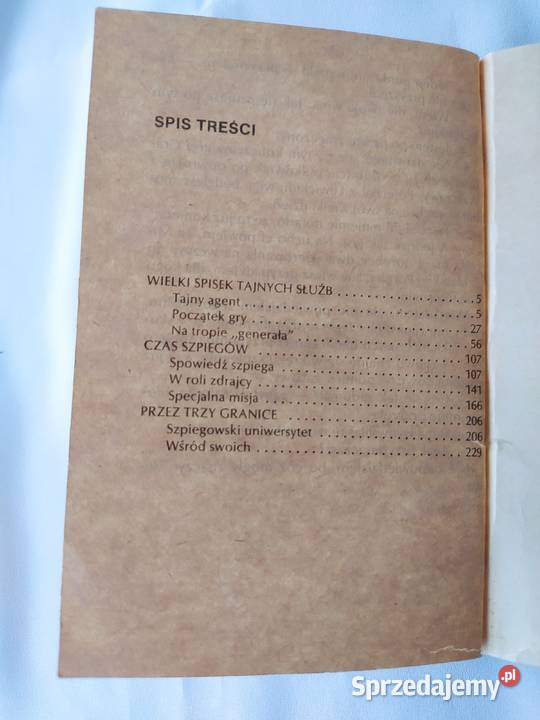 SPIS TREŚCI
WIELKI SPISEK TAJNYCH SŁUŻB . . . . . . . . . . . . . . . . . 5
Tajny agent . . . . . . . . . . . . . . . . . . . . . . . . . . . . 5
Początek gry . . . . . . . . . . . . . . . . . . . . . . . . . . 27
Na tropie „generała" . . . . . . . . . . . . . . . . . . . . . 56
CZAS SZPIEGÓW . . . . . . . . . . . . . . . . . . . . . . . . 107
Spowiedź szpiega . . . . . . . . . . . . . . . . . . . . . . 107
W roli zdrajcy . . . . . . . . . . . . . . . . . . . . . . . . 141
Specjalna misja . . . . . . . . . . . . . . . . . . . . . . . 166
PRZEZ TRZY GRANICE . . . . . . . . . . . . . . . . . . . . 206
Szpiegowski uniwersytet . . . . . . . . . . . . . . . . . 206
Wśród swoich . . . . . . . . . . . . . . . . . . . . . . . . 229
Sprzedajemy.pl